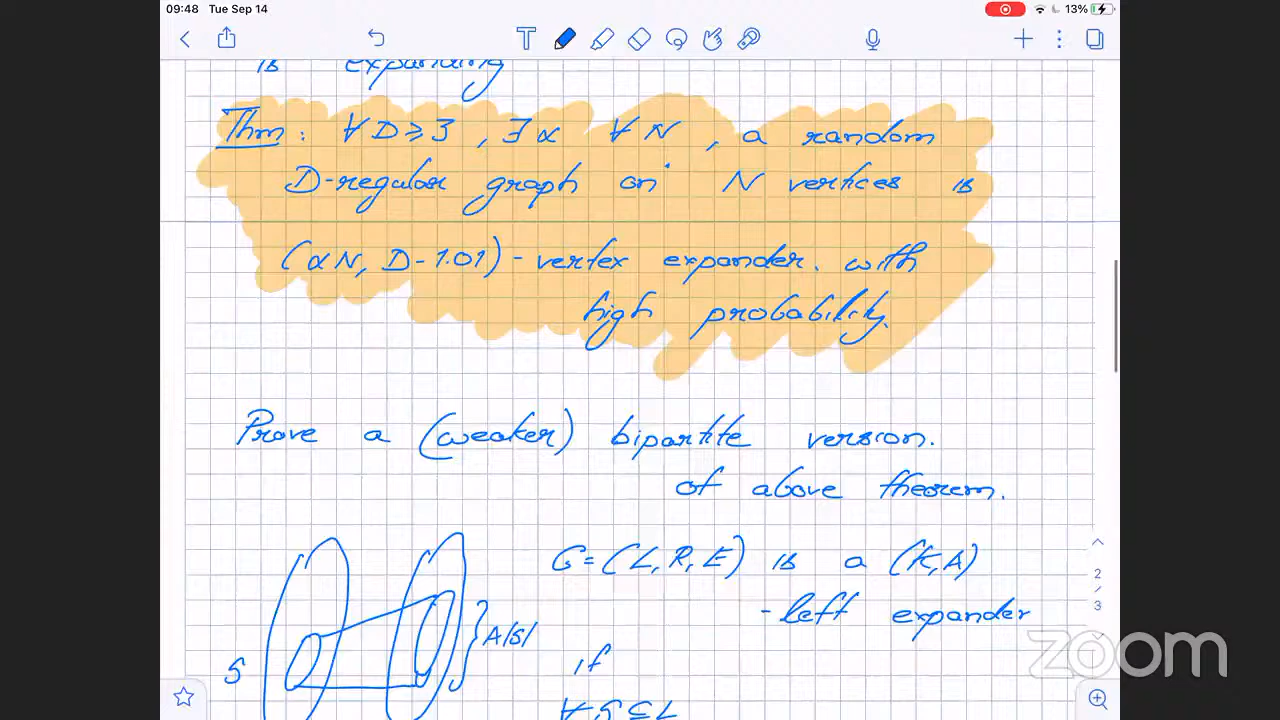 09:48 Tue Sep 14
13%
is expanding
Thm: ∀ D ≥ 3, ∃ α ∀ N, a random
D-regular graph on N vertices is
(αN, D-1.01) - vertex expander. with
high probability.
Prove a (weaker) bipartite version.
of above theorem.
G = (L, R, E) is a (K, A)
-left expander
A|S|
S
if
∀ S ⊆ L
2
/
3
zoom